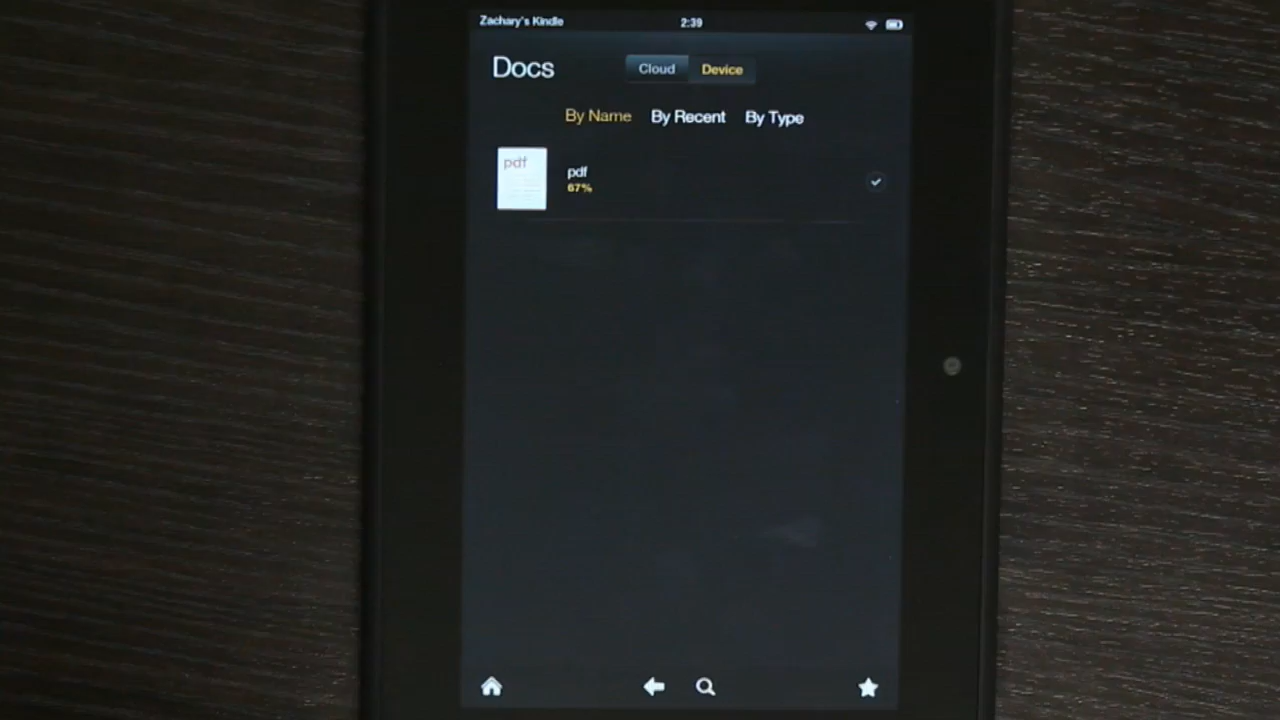 Zachary's Kindle 2:39
Docs Cloud Device
By Name By Recent By Type
pdf
pdf
67%